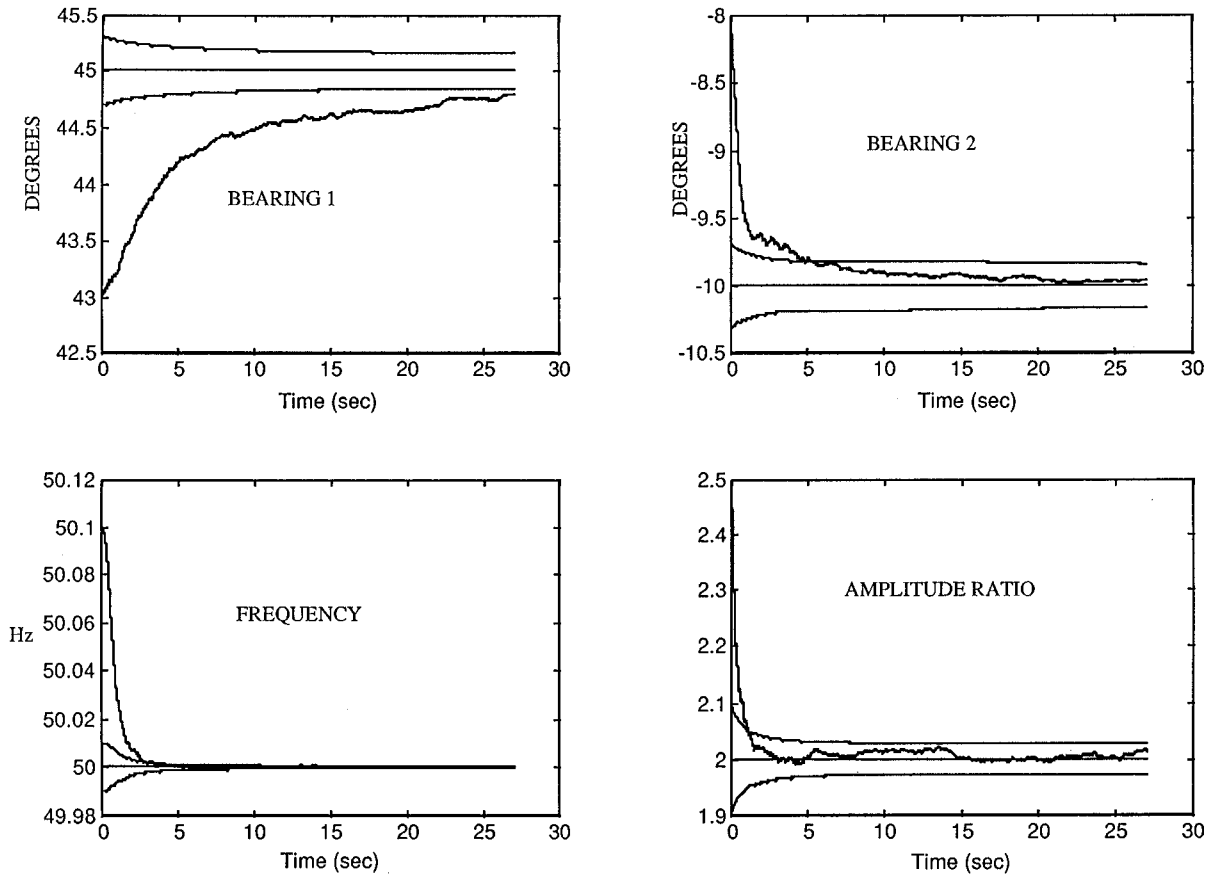 45.5
45
44.5
44
43.5
43
42.5
DEGREES
BEARING 1
0 5 10 15 20 25 30
Time (sec)
-8
-8.5
-9
-9.5
-10
-10.5
DEGREES
BEARING 2
0 5 10 15 20 25 30
Time (sec)
50.12
50.1
50.08
50.06
50.04
50.02
50
49.98
Hz
FREQUENCY
0 5 10 15 20 25 30
Time (sec)
2.5
2.4
2.3
2.2
2.1
2
1.9
AMPLITUDE RATIO
0 5 10 15 20 25 30
Time (sec)